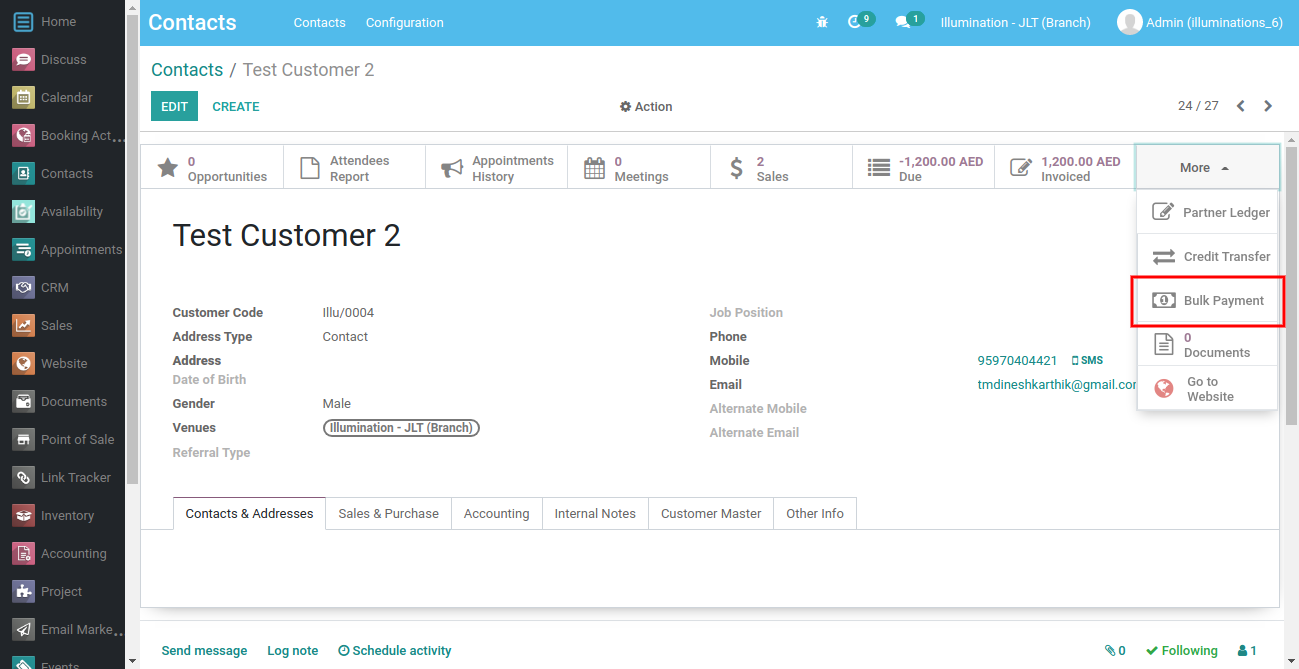 Home
Discuss
Calendar
Booking Act...
Contacts
Availability
Appointments
CRM
Sales
Website
Documents
Point of Sale
Link Tracker
Inventory
Accounting
Project
Email Marke...
Events
Contacts Contacts Configuration 9 1 Illumination - JLT (Branch) Admin (illuminations_6)
Contacts / Test Customer 2
EDIT CREATE Action 24 / 27
0 Opportunities
Attendees Report
Appointments History
0 Meetings
2 Sales
-1,200.00 AED Due
1,200.00 AED Invoiced
More
Partner Ledger
Credit Transfer
Bulk Payment
0 Documents
Go to Website
Test Customer 2
Customer Code Illu/0004
Address Type Contact
Address
Date of Birth
Gender Male
Venues Illumination - JLT (Branch)
Referral Type
Job Position
Phone
Mobile 95970404421 SMS
Email tmdineshkarthik@gmail.cor
Alternate Mobile
Alternate Email
Contacts & Addresses Sales & Purchase Accounting Internal Notes Customer Master Other Info
Send message Log note Schedule activity 0 Following 1